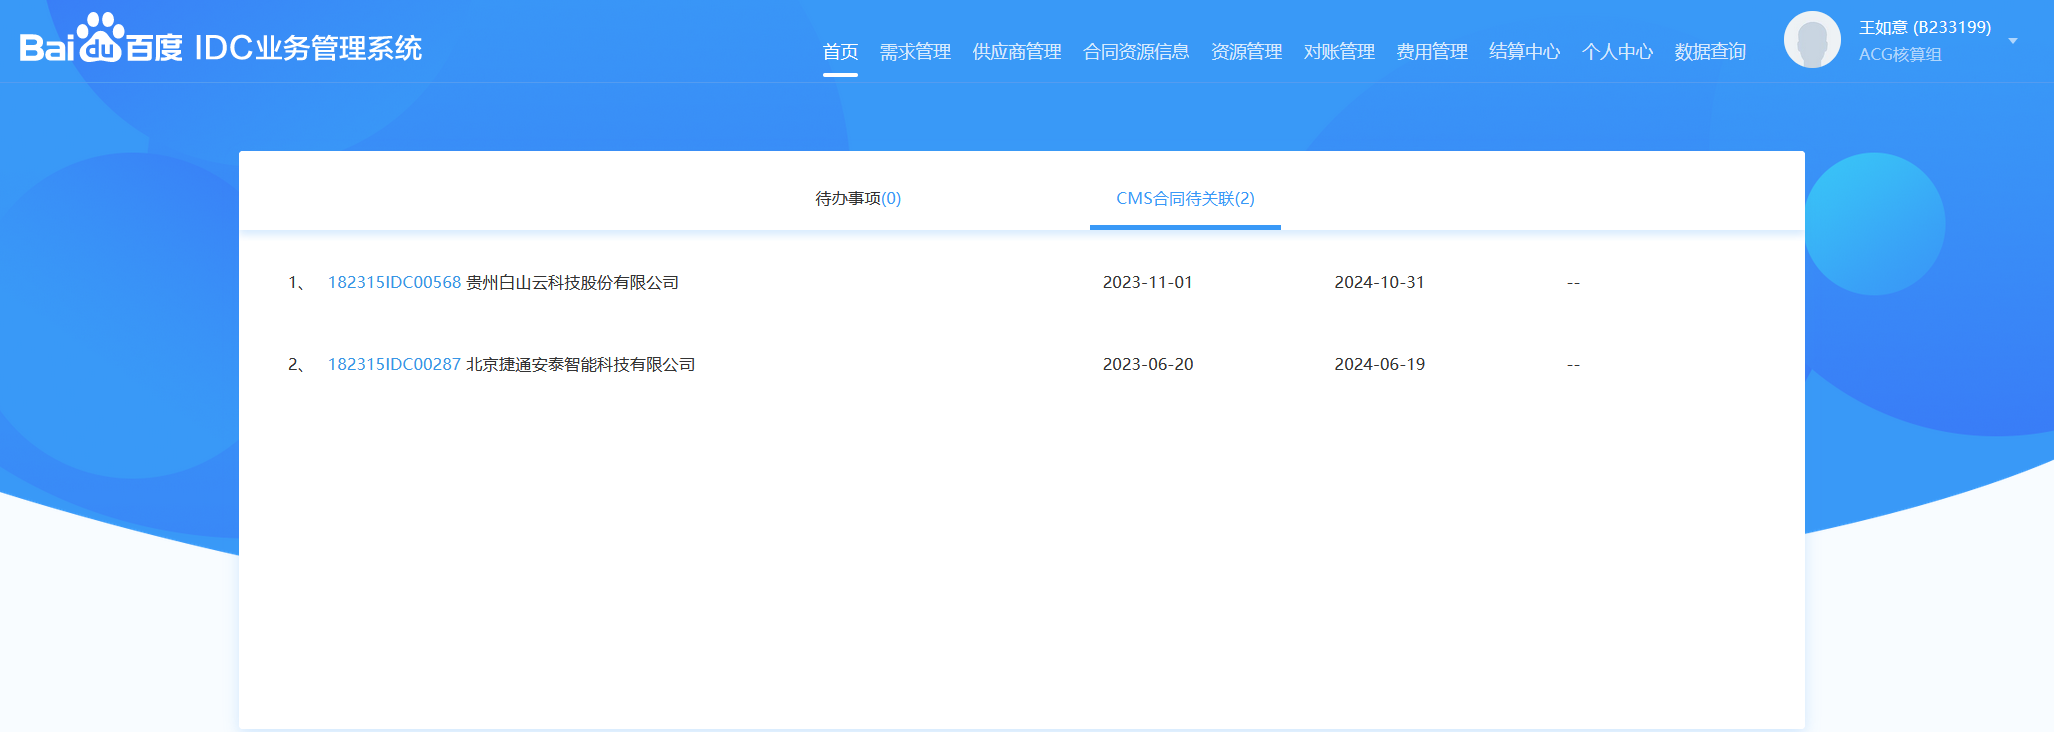 Bai du 百度 IDC业务管理系统
首页 需求管理 供应商管理 合同资源信息 资源管理 对账管理 费用管理 结算中心 个人中心 数据查询
王如意 (B233199)
ACG核算组
待办事项(0) CMS合同待关联(2)
1、 182315IDC00568 贵州白山云科技股份有限公司 2023-11-01 2024-10-31 --
2、 182315IDC00287 北京捷通安泰智能科技有限公司 2023-06-20 2024-06-19 --